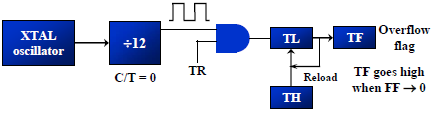 XTAL
oscillator
÷12
C/T = 0
TR
TL
TF
Overflow
flag
Reload
TH
TF goes high
when FF → 0